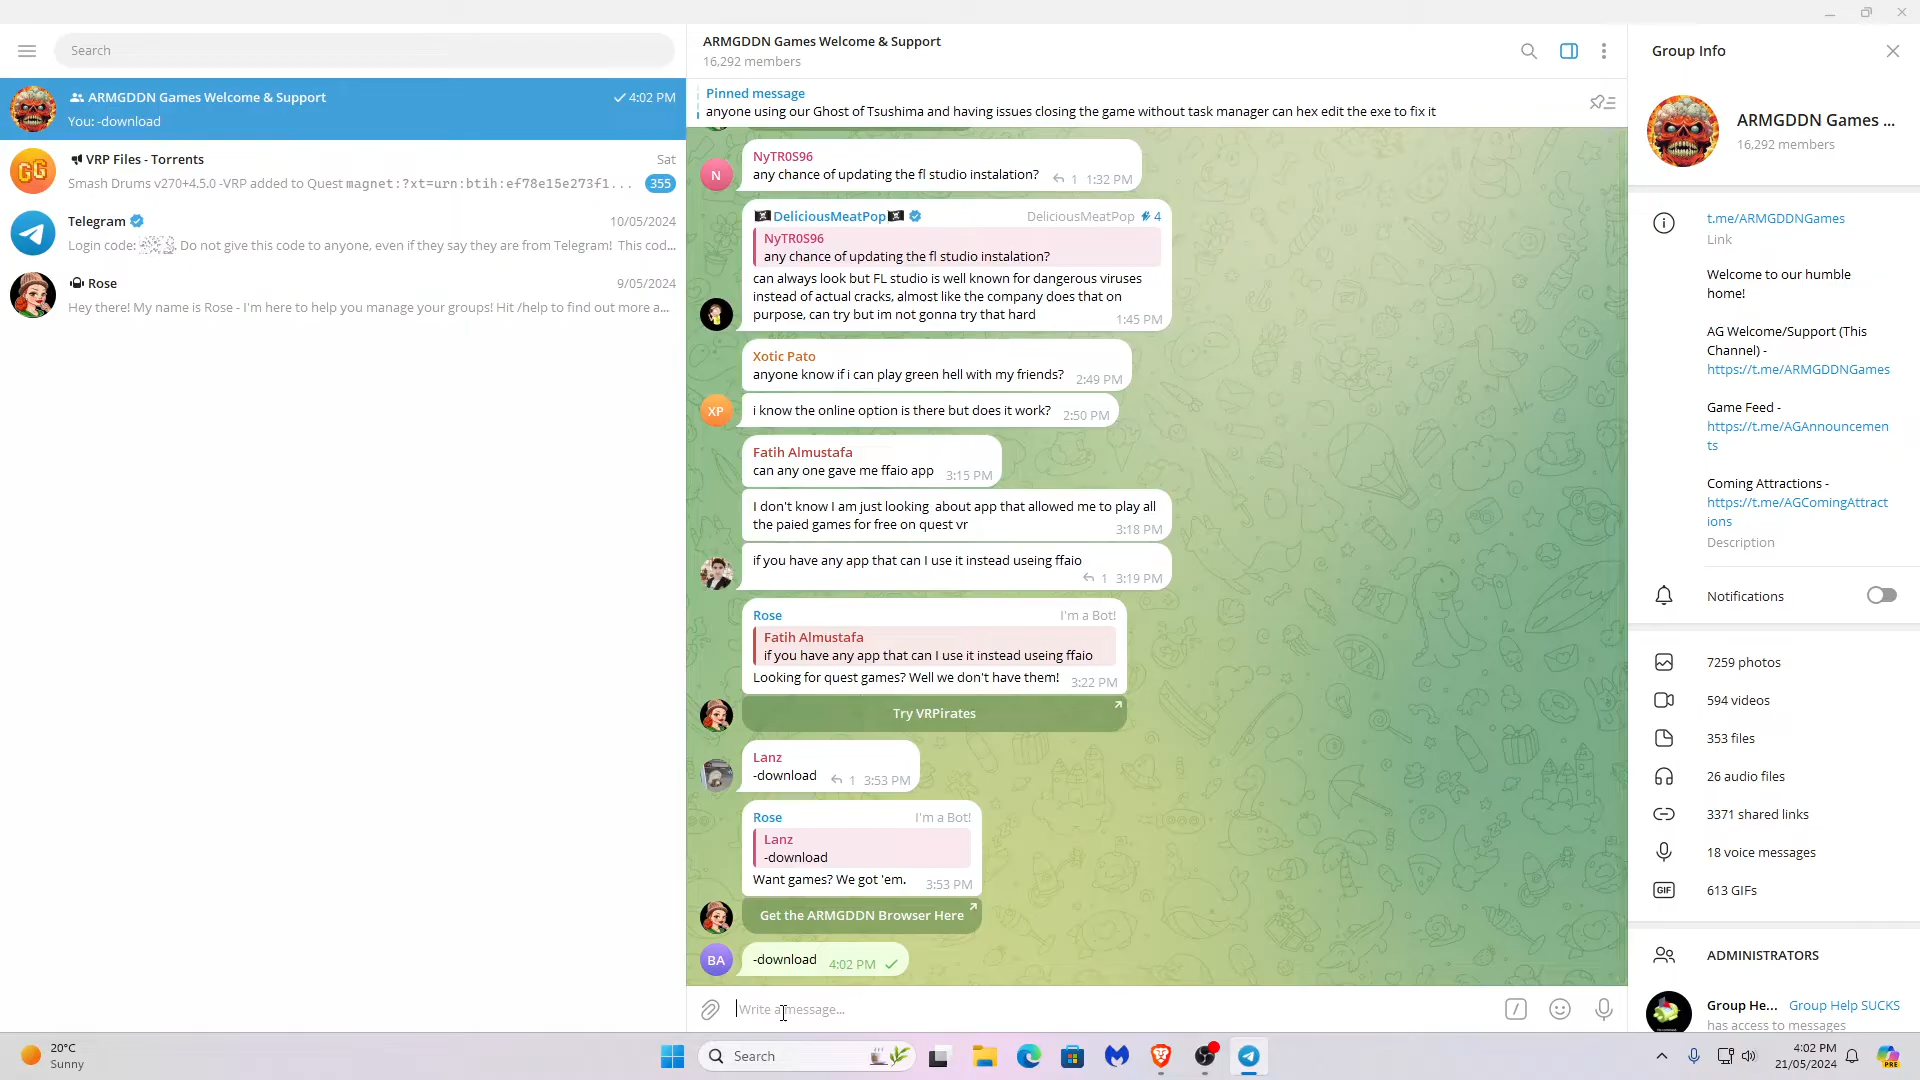 Search
ARMGDDN Games Welcome & Support
4:02 PM
You: -download
VRP Files - Torrents
Sat
Smash Drums v270+4.5.0 -VRP added to Quest magnet:?xt=urn:btih:ef78e15e273f1...
355
Telegram
10/05/2024
Login code: Do not give this code to anyone, even if they say they are from Telegram! This cod...
Rose
9/05/2024
Hey there! My name is Rose - I'm here to help you manage your groups! Hit /help to find out more a...
ARMGDDN Games Welcome & Support
16,292 members
Pinned message
anyone using our Ghost of Tsushima and having issues closing the game without task manager can hex edit the exe to fix it
NyTR0S96
any chance of updating the fl studio instalation?
1 1:32 PM
N
DeliciousMeatPop
DeliciousMeatPop 4
NyTR0S96
any chance of updating the fl studio instalation?
can always look but FL studio is well known for dangerous viruses
instead of actual cracks, almost like the company does that on
purpose, can try but im not gonna try that hard
1:45 PM
Xotic Pato
anyone know if i can play green hell with my friends?
2:49 PM
XP
i know the online option is there but does it work?
2:50 PM
Fatih Almustafa
can any one gave me ffaio app
3:15 PM
I don't know I am just looking about app that allowed me to play all
the paied games for free on quest vr
3:18 PM
if you have any app that can I use it instead useing ffaio
1 3:19 PM
Rose
I'm a Bot!
Fatih Almustafa
if you have any app that can I use it instead useing ffaio
Looking for quest games? Well we don't have them!
3:22 PM
Try VRPirates
Lanz
-download
1 3:53 PM
Rose
I'm a Bot!
Lanz
-download
Want games? We got 'em.
3:53 PM
Get the ARMGDDN Browser Here
BA
-download
4:02 PM
Write a message...
Group Info
ARMGDDN Games ...
16,292 members
t.me/ARMGDDNGames
Link
Welcome to our humble
home!
AG Welcome/Support (This
Channel) -
https://t.me/ARMGDDNGames
Game Feed -
https://t.me/AGAnnouncemen
ts
Coming Attractions -
https://t.me/AGComingAttract
ions
Description
Notifications
7259 photos
594 videos
353 files
26 audio files
3371 shared links
18 voice messages
GIF
613 GIFs
ADMINISTRATORS
Group He...
Group Help SUCKS
has access to messages
20°C
Sunny
Search
4:02 PM
21/05/2024
PRE